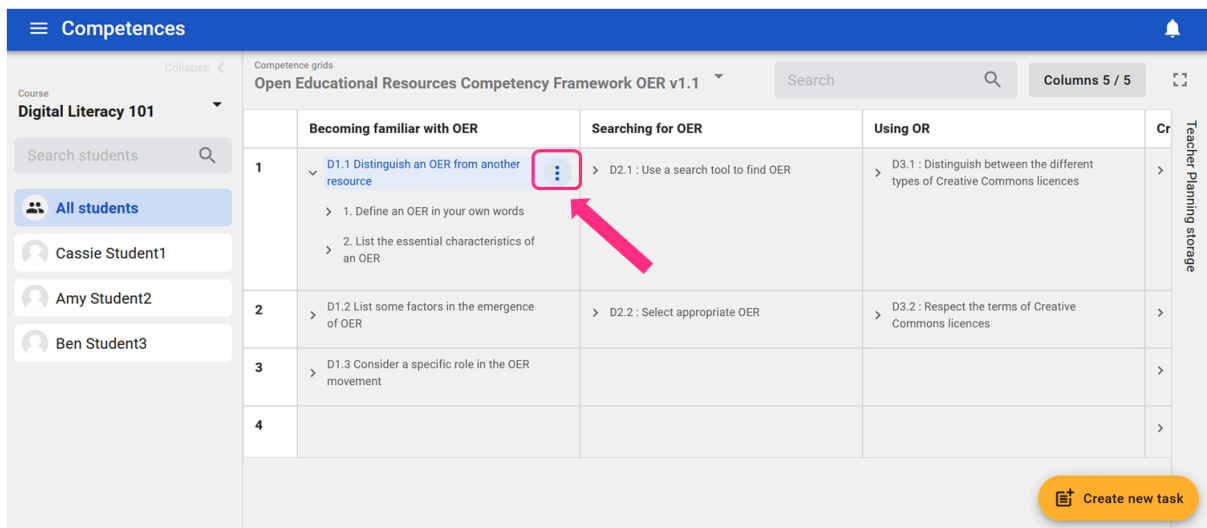 Competences
Collapse
Course
Digital Literacy 101
Search students
All students
Cassie Student1
Amy Student2
Ben Student3
Competence grids
Open Educational Resources Competency Framework OER v1.1
Search
Columns 5 / 5
Becoming familiar with OER
Searching for OER
Using OR
Cr
1
D1.1 Distinguish an OER from another
resource
1. Define an OER in your own words
2. List the essential characteristics of
an OER
D2.1 : Use a search tool to find OER
D3.1 : Distinguish between the different
types of Creative Commons licences
2
D1.2 List some factors in the emergence
of OER
D2.2 : Select appropriate OER
D3.2 : Respect the terms of Creative
Commons licences
3
D1.3 Consider a specific role in the OER
movement
4
Teacher Planning storage
Create new task